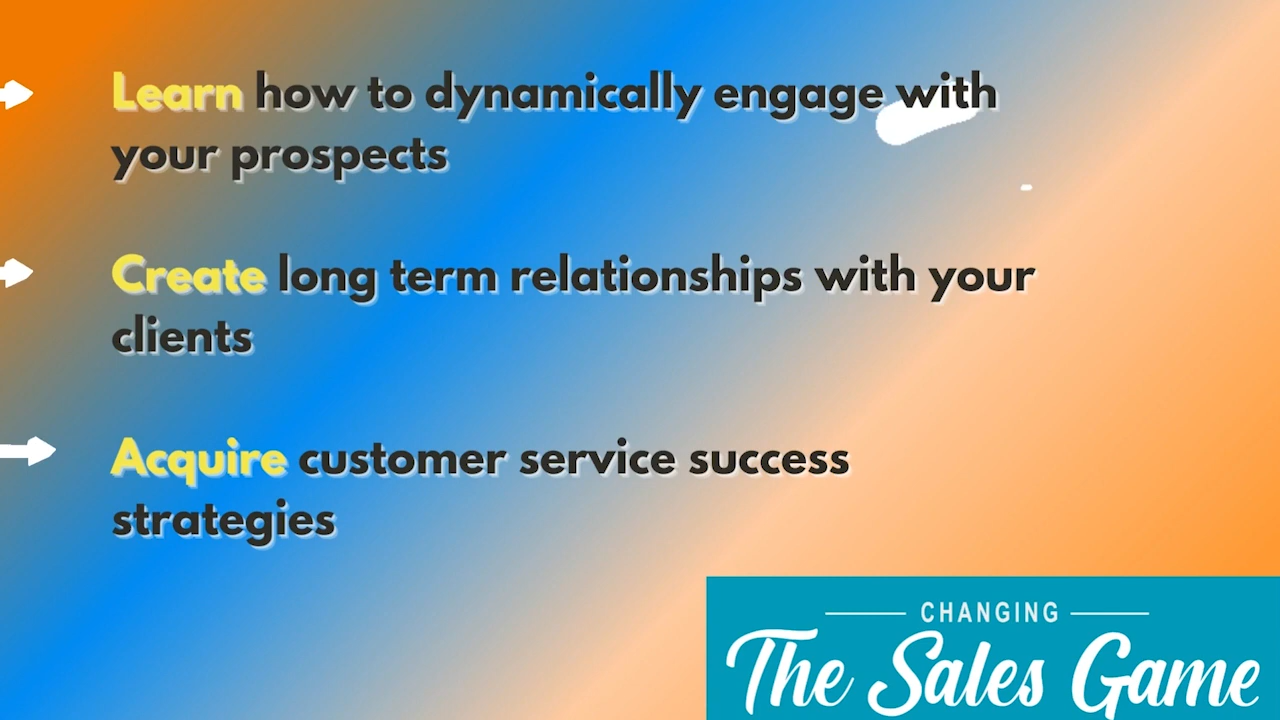 Learn how to dynamically engage with
your prospects
Create long term relationships with your
clients
Acquire customer service success
strategies
CHANGING
The Sales Game